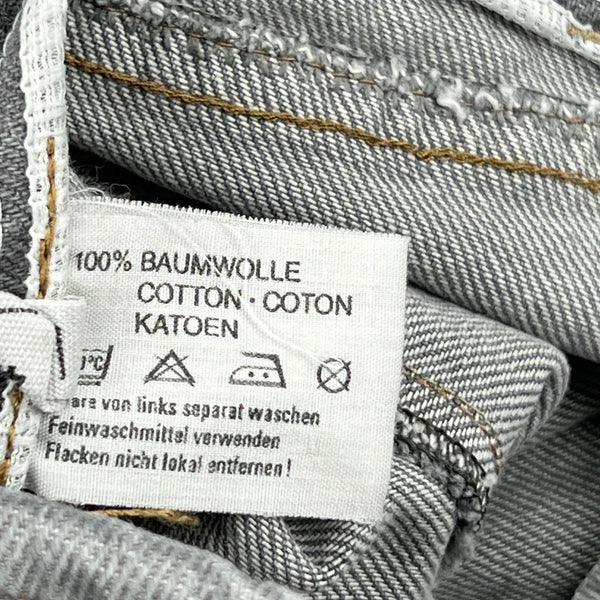 100% BAUMWOLLE
COTTON · COTON
KATOEN
von links separat waschen
Feinwaschmittel verwenden
Flacken nicht lokal entfernen!